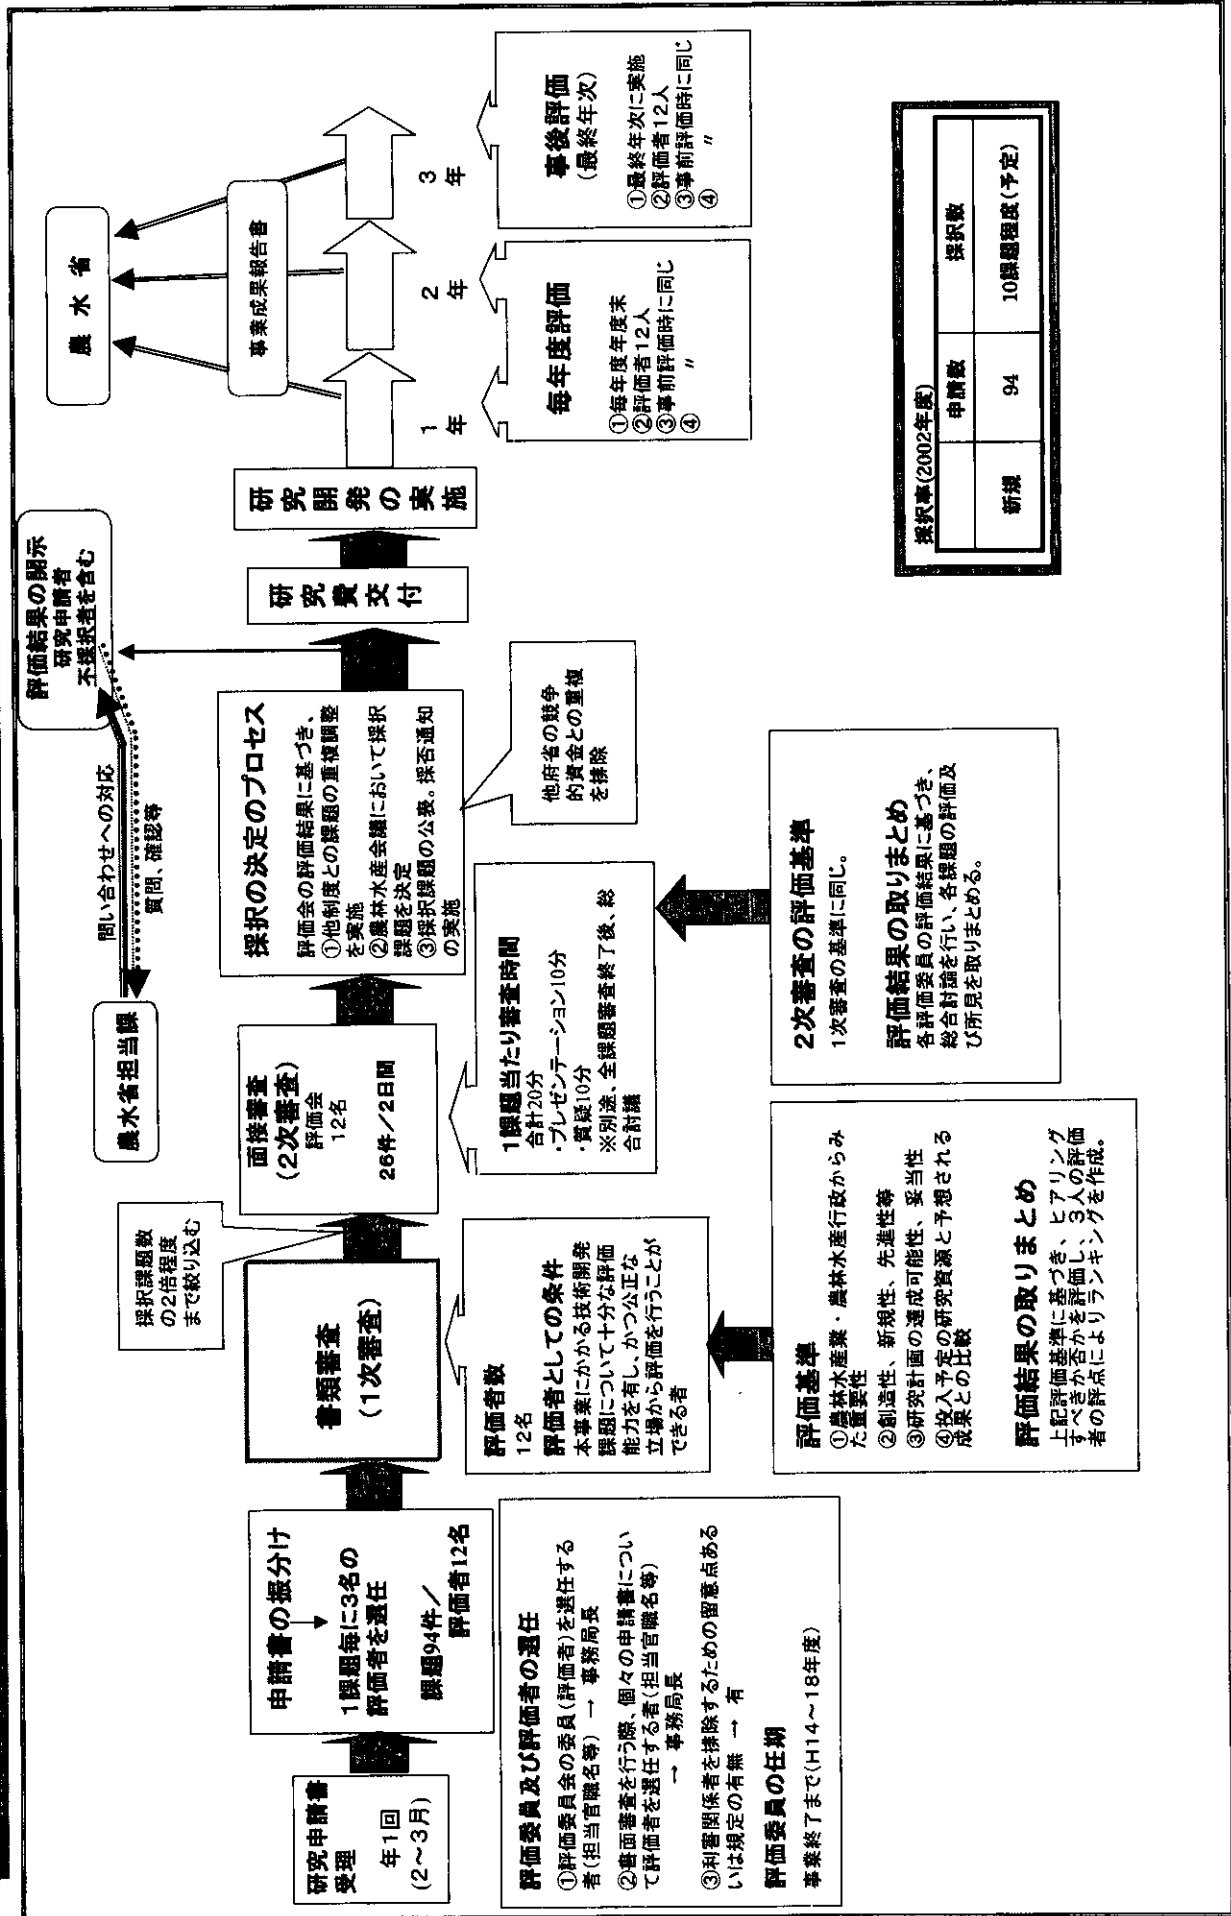 研究申請書
受理
年1回
(2～3月)
申請書の振分け
1課題毎に3名の
評価者を選任
課題94件／
評価者12名
評価委員及び評価者の選任
①評価委員会の委員(評価者)を選任する
者(担当官職名等) → 事務局長
②書面審査を行う際、個々の申請書につい
て評価者を選任する者(担当官職名等)
→ 事務局長
③利害関係者を排除するための留意点ある
いは規定の有無 → 有
評価委員の任期
事業終了まで(H14～18年度)
採択課題数
の2倍程度
まで絞り込む
書類審査
(1次審査)
評価者数
12名
評価者としての条件
本事業にかかる技術開発
課題について十分な評価
能力を有し、かつ公正な
立場から評価を行うことが
できる者
評価基準
①農林水産業・農林水産行政からみ
た重要性
②創造性、新規性、先進性等
③研究計画の達成可能性、妥当性
④投入予定の研究資源と予想される
成果との比較
評価結果の取りまとめ
上記評価基準に基づき、ヒアリング
すべきか否かを評価し、3人の評価
者の評点によりランキングを作成。
農水省担当課
面接審査
(2次審査)
評価会
12名
26件／2日間
1課題当たり審査時間
合計20分
・プレゼンテーション10分
・質疑10分
※別途、全課題審査終了後、総
合討議
2次審査の評価基準
1次審査の基準に同じ。
評価結果の取りまとめ
各評価委員の評価結果に基づき、
総合討論を行い、各課題の評価及
び所見を取りまとめる。
問い合わせへの対応
質問、確認等
採択の決定のプロセス
評価会の評価結果に基づき、
①他制度との課題の重複調整
を実施
②農林水産会議において採択
課題を決定
③採択課題の公表。採否通知
の実施
他府省の競争
的資金との重複
を排除
評価結果の開示
研究申請者
不採択者を含む
研究費交付
研究開発の実施
農 水 省
事業成果報告書
1
年
2
年
3
年
毎年度評価
①毎年度年度末
②評価者12人
③事前評価時に同じ
④　　〃
事後評価
(最終年次)
①最終年次に実施
②評価者12人
③事前評価時に同じ
④　　〃
採択率(2002年度)
申請数 採択数
新規 94 10課題程度(予定)